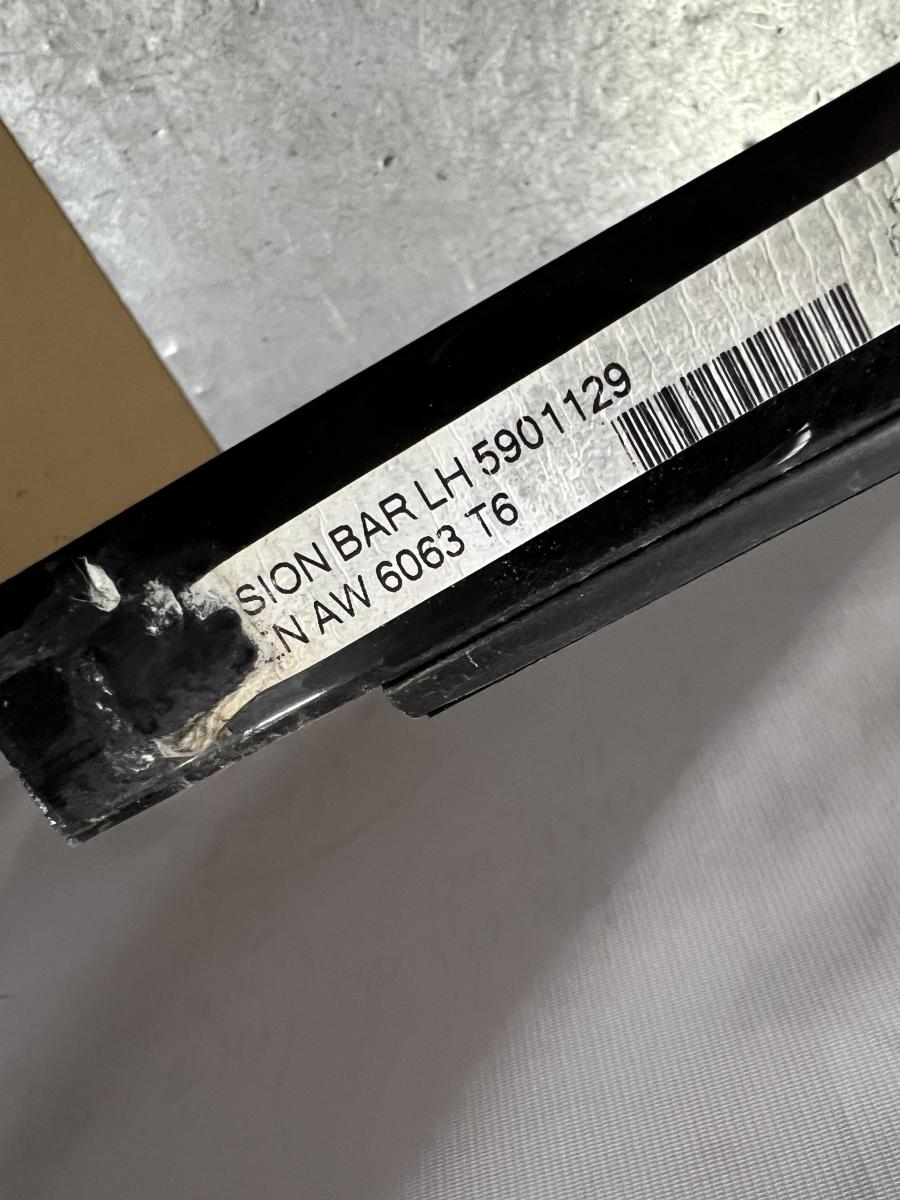 SION BAR LH 5901129
N AW 6063 T6